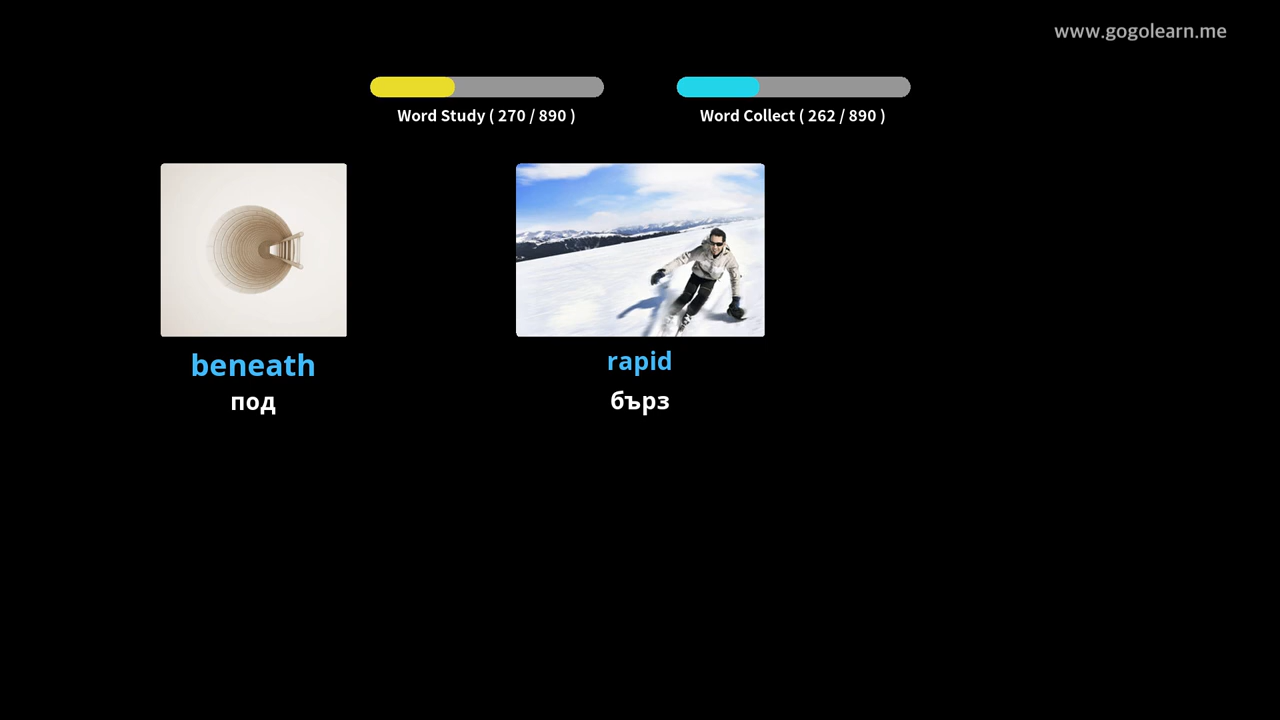 www.gogolearn.me
Word Study ( 270 / 890 )
Word Collect ( 262 / 890 )
beneath
под
rapid
бърз